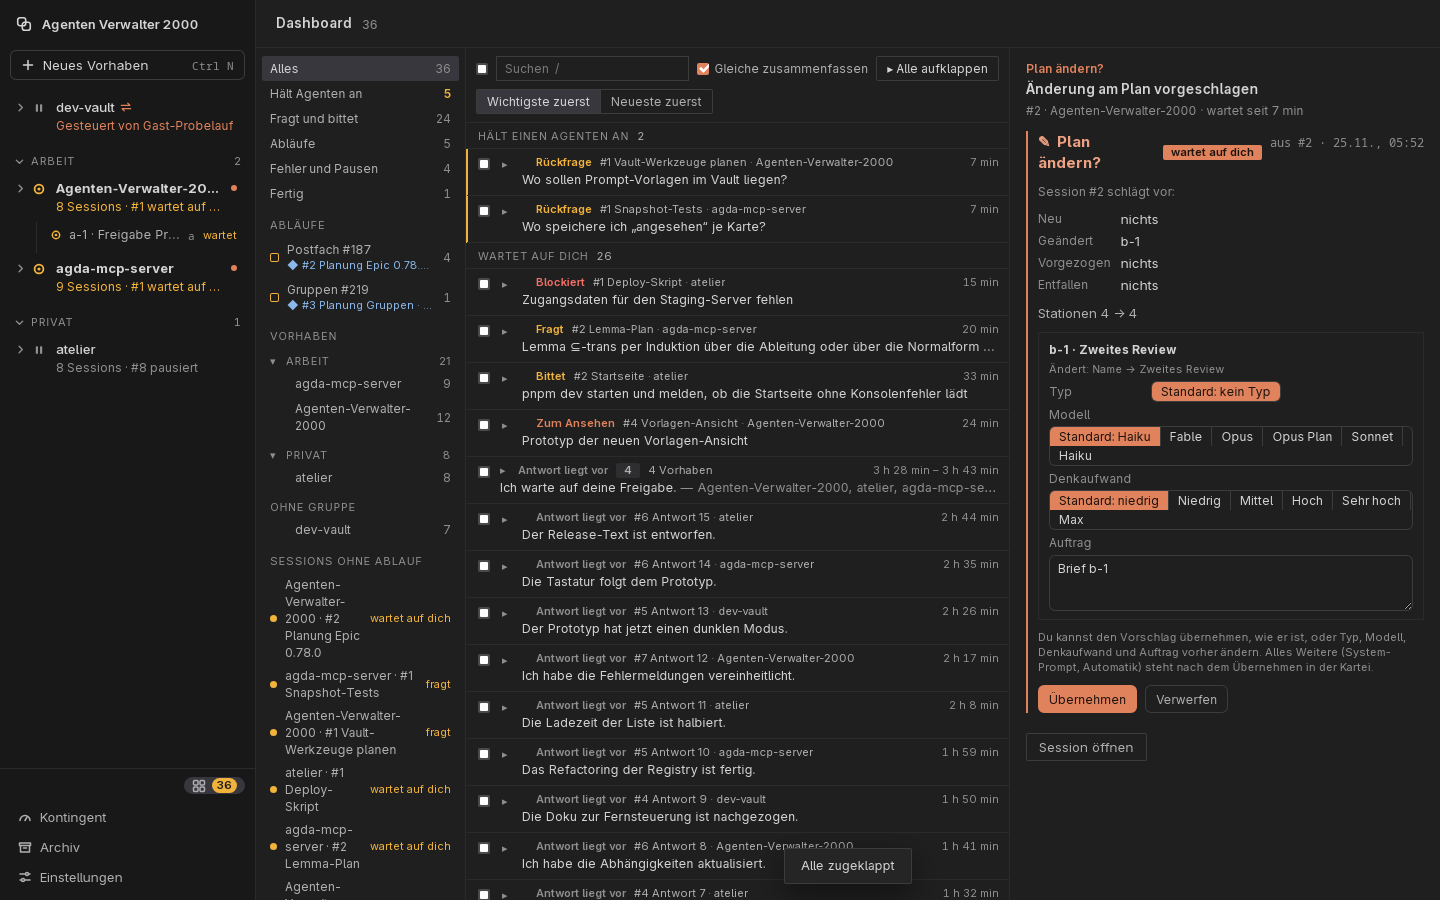 Agenten Verwalter 2000
Neues Vorhaben Ctrl N
dev-vault ⇌
Gesteuert von Gast-Probelauf
ARBEIT 2
Agenten-Verwalter-20…
8 Sessions · #1 wartet auf …
a-1 · Freigabe Pr… a wartet
agda-mcp-server
9 Sessions · #1 wartet auf …
PRIVAT 1
atelier
8 Sessions · #8 pausiert
36
Kontingent
Archiv
Einstellungen
Dashboard 36
Alles 36
Hält Agenten an 5
Fragt und bittet 24
Abläufe 5
Fehler und Pausen 4
Fertig 1
ABLÄUFE
Postfach #187
◆ #2 Planung Epic 0.78.… 4
Gruppen #219
◆ #3 Planung Gruppen · … 1
VORHABEN
▾ ARBEIT 21
agda-mcp-server 9
Agenten-Verwalter-
2000 12
▾ PRIVAT 8
atelier 8
OHNE GRUPPE
dev-vault 7
SESSIONS OHNE ABLAUF
Agenten-
Verwalter-
2000 · #2 wartet auf dich
Planung Epic
0.78.0
agda-mcp-server · #1
Snapshot-Tests fragt
Agenten-Verwalter-
2000 · #1 Vault- fragt
Werkzeuge planen
atelier · #1
Deploy- wartet auf dich
Skript
agda-mcp-
server · #2 wartet auf dich
Lemma-Plan
Agenten-
Suchen /
Gleiche zusammenfassen
▸ Alle aufklappen
Wichtigste zuerst Neueste zuerst
HÄLT EINEN AGENTEN AN 2
▸ Rückfrage #1 Vault-Werkzeuge planen · Agenten-Verwalter-2000 7 min
Wo sollen Prompt-Vorlagen im Vault liegen?
▸ Rückfrage #1 Snapshot-Tests · agda-mcp-server 7 min
Wo speichere ich „angesehen“ je Karte?
WARTET AUF DICH 26
▸ Blockiert #1 Deploy-Skript · atelier 15 min
Zugangsdaten für den Staging-Server fehlen
▸ Fragt #2 Lemma-Plan · agda-mcp-server 20 min
Lemma ⊆-trans per Induktion über die Ableitung oder über die Normalform …
▸ Bittet #2 Startseite · atelier 33 min
pnpm dev starten und melden, ob die Startseite ohne Konsolenfehler lädt
▸ Zum Ansehen #4 Vorlagen-Ansicht · Agenten-Verwalter-2000 24 min
Prototyp der neuen Vorlagen-Ansicht
▸ Antwort liegt vor 4 4 Vorhaben 3 h 28 min – 3 h 43 min
Ich warte auf deine Freigabe. — Agenten-Verwalter-2000, atelier, agda-mcp-se…
▸ Antwort liegt vor #6 Antwort 15 · atelier 2 h 44 min
Der Release-Text ist entworfen.
▸ Antwort liegt vor #6 Antwort 14 · agda-mcp-server 2 h 35 min
Die Tastatur folgt dem Prototyp.
▸ Antwort liegt vor #5 Antwort 13 · dev-vault 2 h 26 min
Der Prototyp hat jetzt einen dunklen Modus.
▸ Antwort liegt vor #7 Antwort 12 · Agenten-Verwalter-2000 2 h 17 min
Ich habe die Fehlermeldungen vereinheitlicht.
▸ Antwort liegt vor #5 Antwort 11 · atelier 2 h 8 min
Die Ladezeit der Liste ist halbiert.
▸ Antwort liegt vor #5 Antwort 10 · agda-mcp-server 1 h 59 min
Das Refactoring der Registry ist fertig.
▸ Antwort liegt vor #4 Antwort 9 · dev-vault 1 h 50 min
Die Doku zur Fernsteuerung ist nachgezogen.
▸ Antwort liegt vor #6 Antwort 8 · Agenten-Verwalter-2000 1 h 41 min
Ich habe die Abhängigkeiten aktualisiert.
▸ Antwort liegt vor #4 Antwort 7 · atelier 1 h 32 min
Alle zugeklappt
Plan ändern?
Änderung am Plan vorgeschlagen
#2 · Agenten-Verwalter-2000 · wartet seit 7 min
✎ Plan
ändern? wartet auf dich aus #2 · 25.11., 05:52
Session #2 schlägt vor:
Neu nichts
Geändert b-1
Vorgezogen nichts
Entfallen nichts
Stationen 4 → 4
b-1 · Zweites Review
Ändert: Name → Zweites Review
Typ Standard: kein Typ
Modell
Standard: Haiku Fable Opus Opus Plan Sonnet
Haiku
Denkaufwand
Standard: niedrig Niedrig Mittel Hoch Sehr hoch
Max
Auftrag
Brief b-1
Du kannst den Vorschlag übernehmen, wie er ist, oder Typ, Modell,
Denkaufwand und Auftrag vorher ändern. Alles Weitere (System-
Prompt, Automatik) steht nach dem Übernehmen in der Kartei.
Übernehmen Verwerfen
Session öffnen